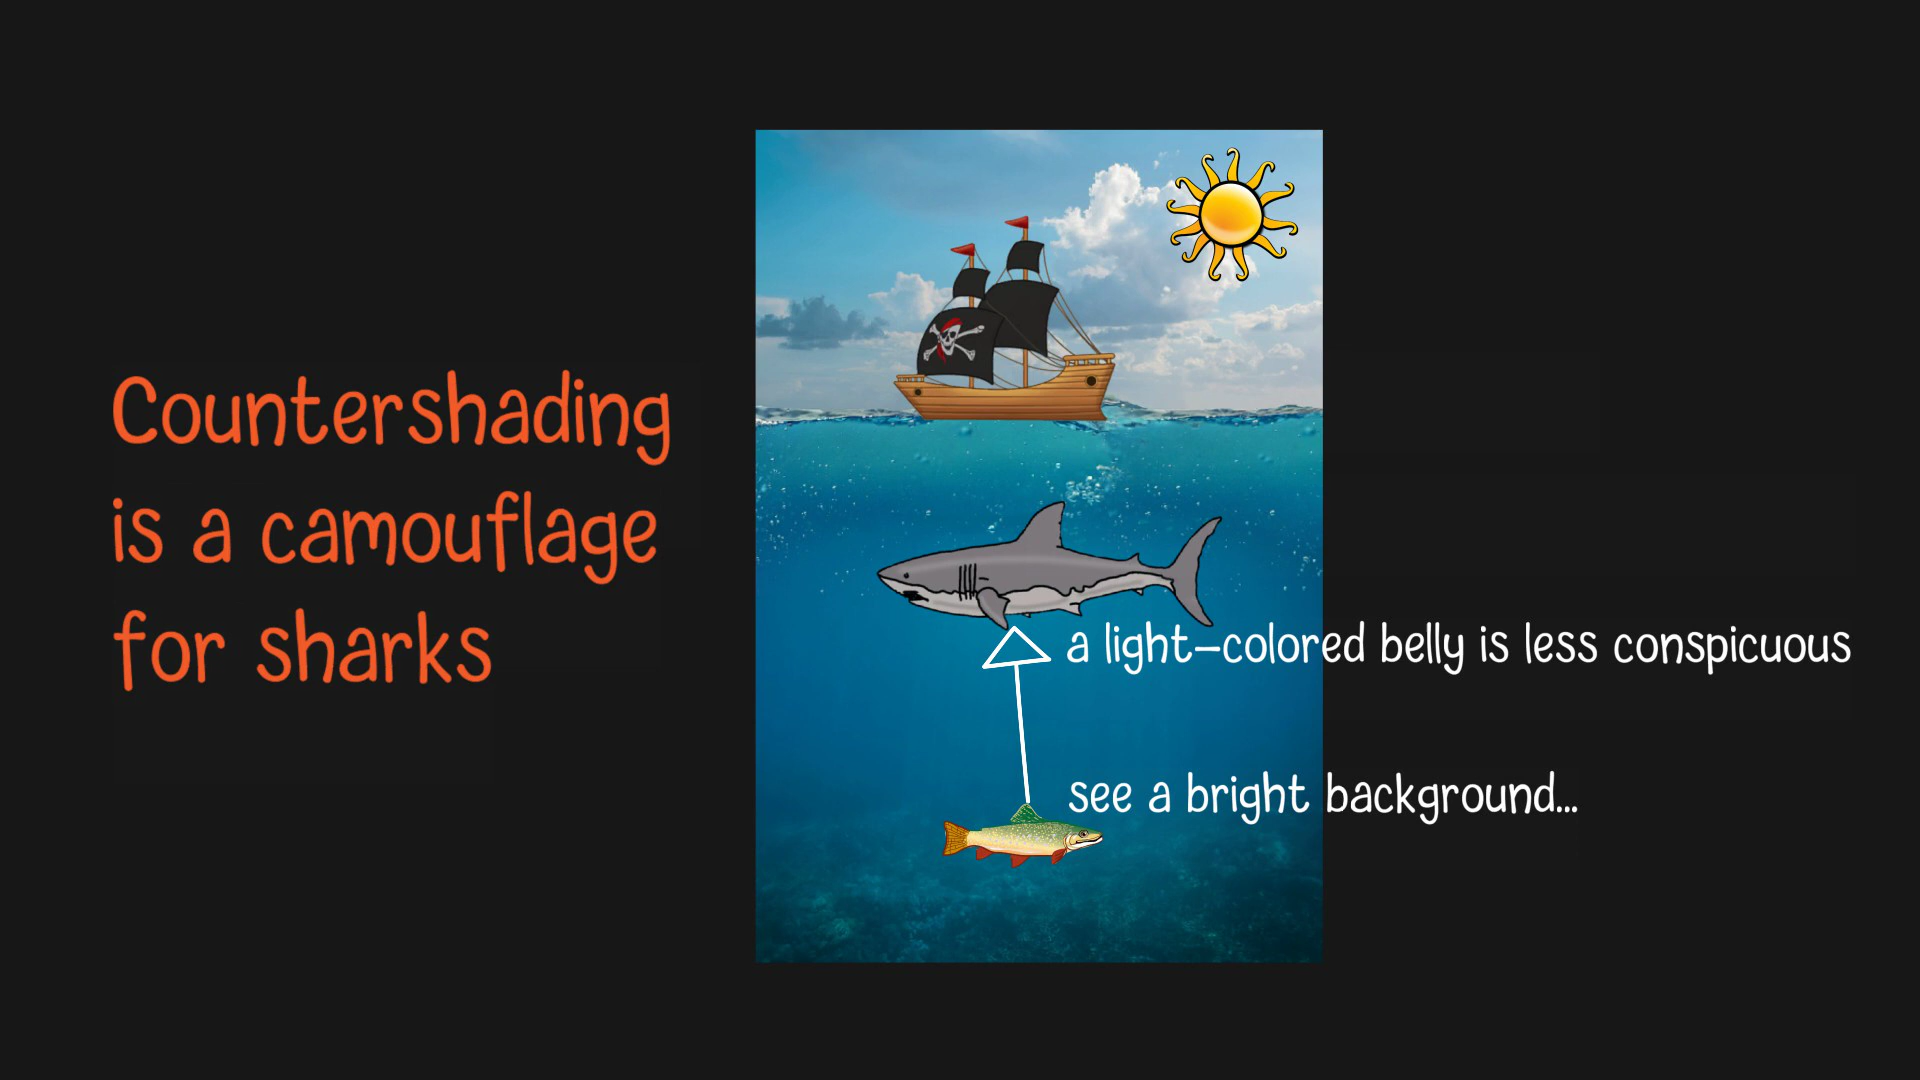 Countershading
is a camouflage
for sharks
a light-colored belly is less conspicuous
see a bright background...